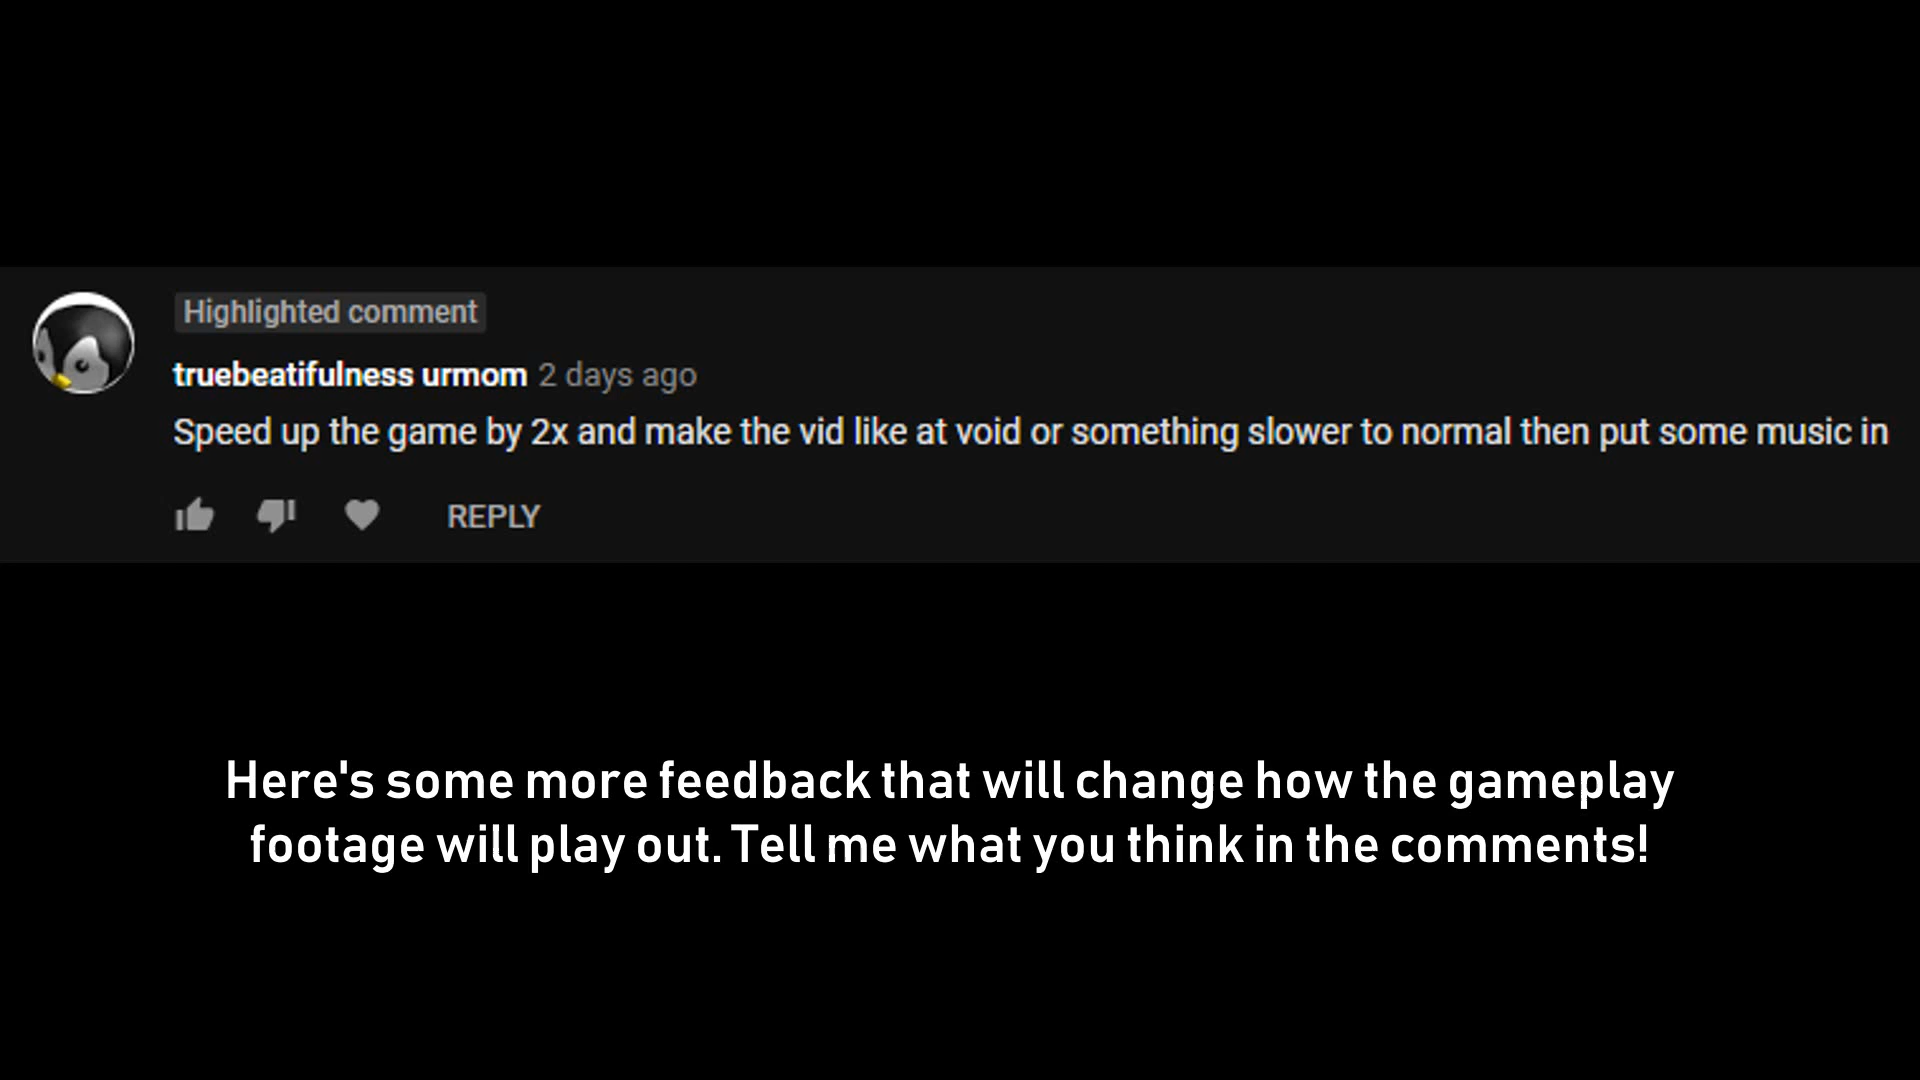 Highlighted comment
truebeatifulness urmom 2 days ago
Speed up the game by 2x and make the vid like at void or something slower to normal then put some music in
REPLY
Here's some more feedback that will change how the gameplay
footage will play out. Tell me what you think in the comments!